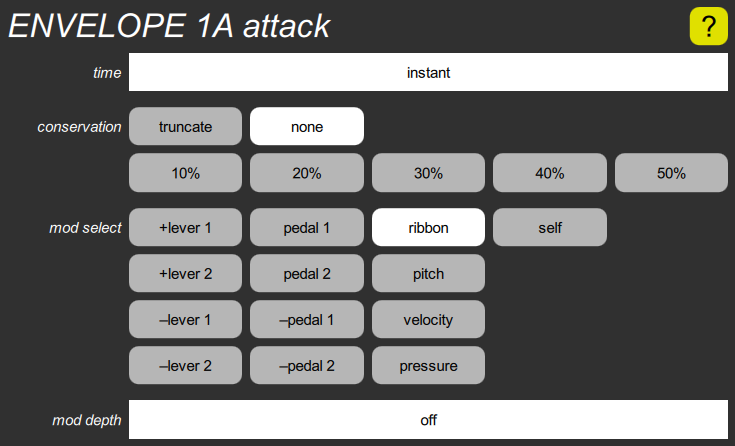 ENVELOPE 1A attack ?
time instant
conservation truncate none
10% 20% 30% 40% 50%
mod select +lever 1 pedal 1 ribbon self
+lever 2 pedal 2 pitch
–lever 1 –pedal 1 velocity
–lever 2 –pedal 2 pressure
mod depth off